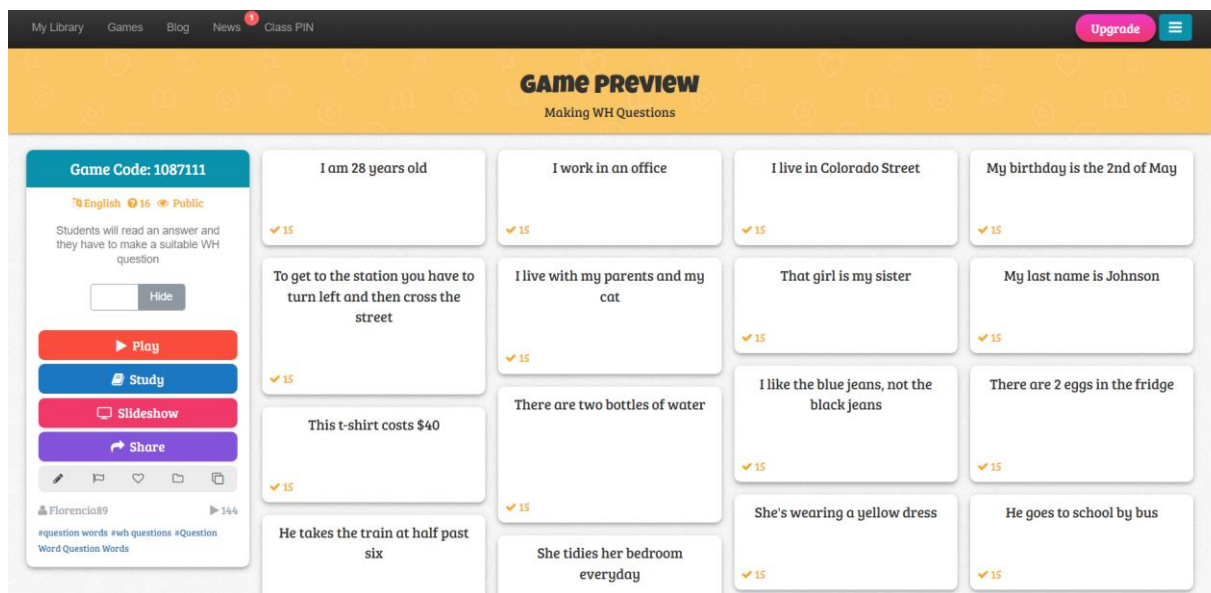 My Library Games Blog News 1 Class PIN
Upgrade
GAME PREVIEW
Making WH Questions
Game Code: 1087111
English 16 Public
Students will read an answer and
they have to make a suitable WH
question
Hide
Play
Study
Slideshow
Share
Florencia89 144
#question words #wh questions #Question
Word Question Words
I am 28 years old
15
To get to the station you have to
turn left and then cross the
street
15
This t-shirt costs $40
15
He takes the train at half past
six
I work in an office
15
I live with my parents and my
cat
15
There are two bottles of water
15
She tidies her bedroom
everyday
I live in Colorado Street
15
That girl is my sister
15
I like the blue jeans, not the
black jeans
15
She's wearing a yellow dress
15
My birthday is the 2nd of May
15
My last name is Johnson
15
There are 2 eggs in the fridge
15
He goes to school by bus
15